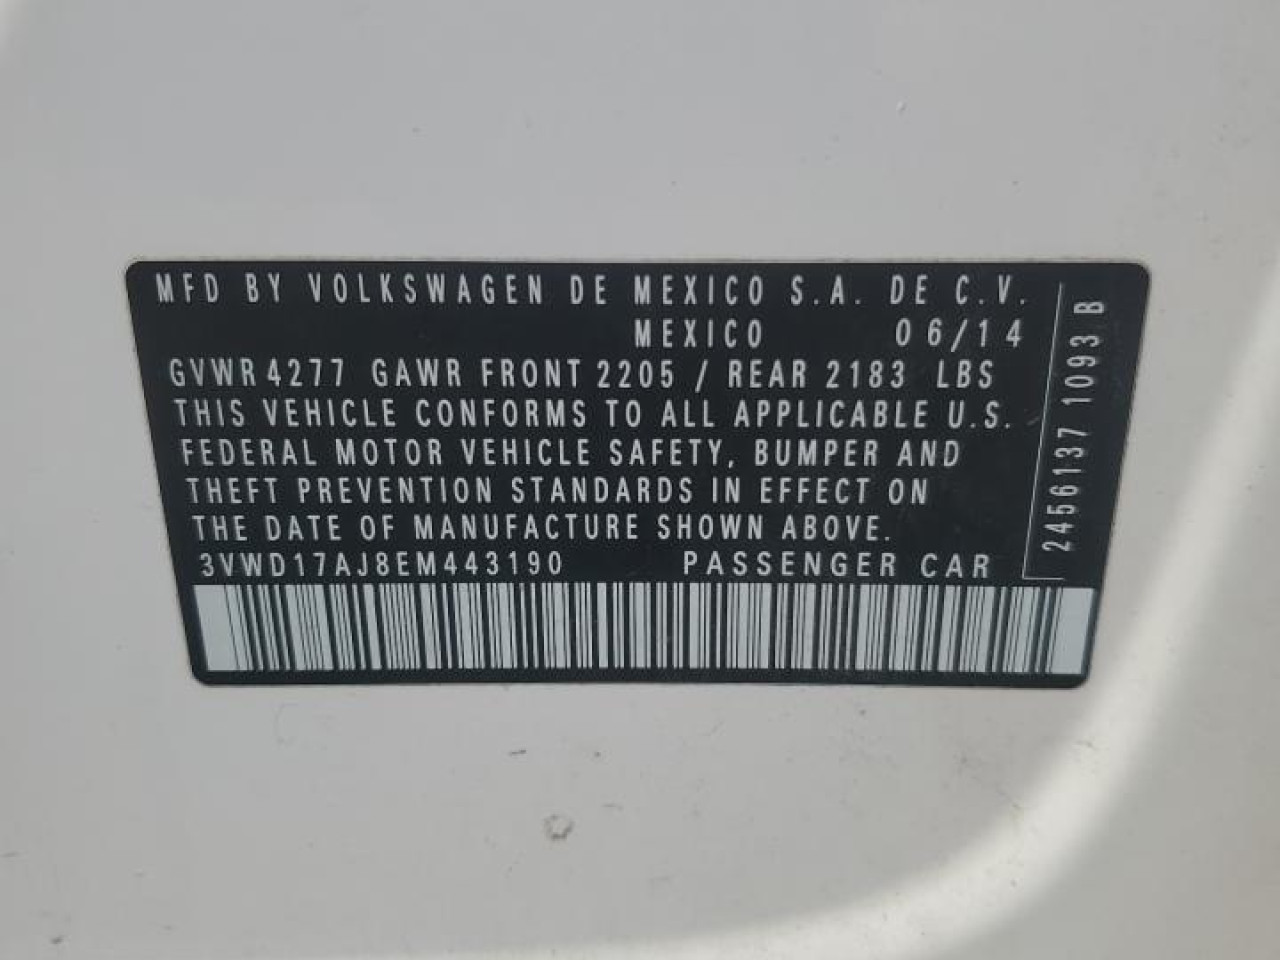 MFD BY VOLKSWAGEN DE MEXICO S.A. DE C.V.
MEXICO 06/14
GVWR 4277 GAWR FRONT 2205 / REAR 2183 LBS
THIS VEHICLE CONFORMS TO ALL APPLICABLE U.S.
FEDERAL MOTOR VEHICLE SAFETY, BUMPER AND
THEFT PREVENTION STANDARDS IN EFFECT ON
THE DATE OF MANUFACTURE SHOWN ABOVE.
3VWD17AJ8EM443190 PASSENGER CAR
2456137 1093 B